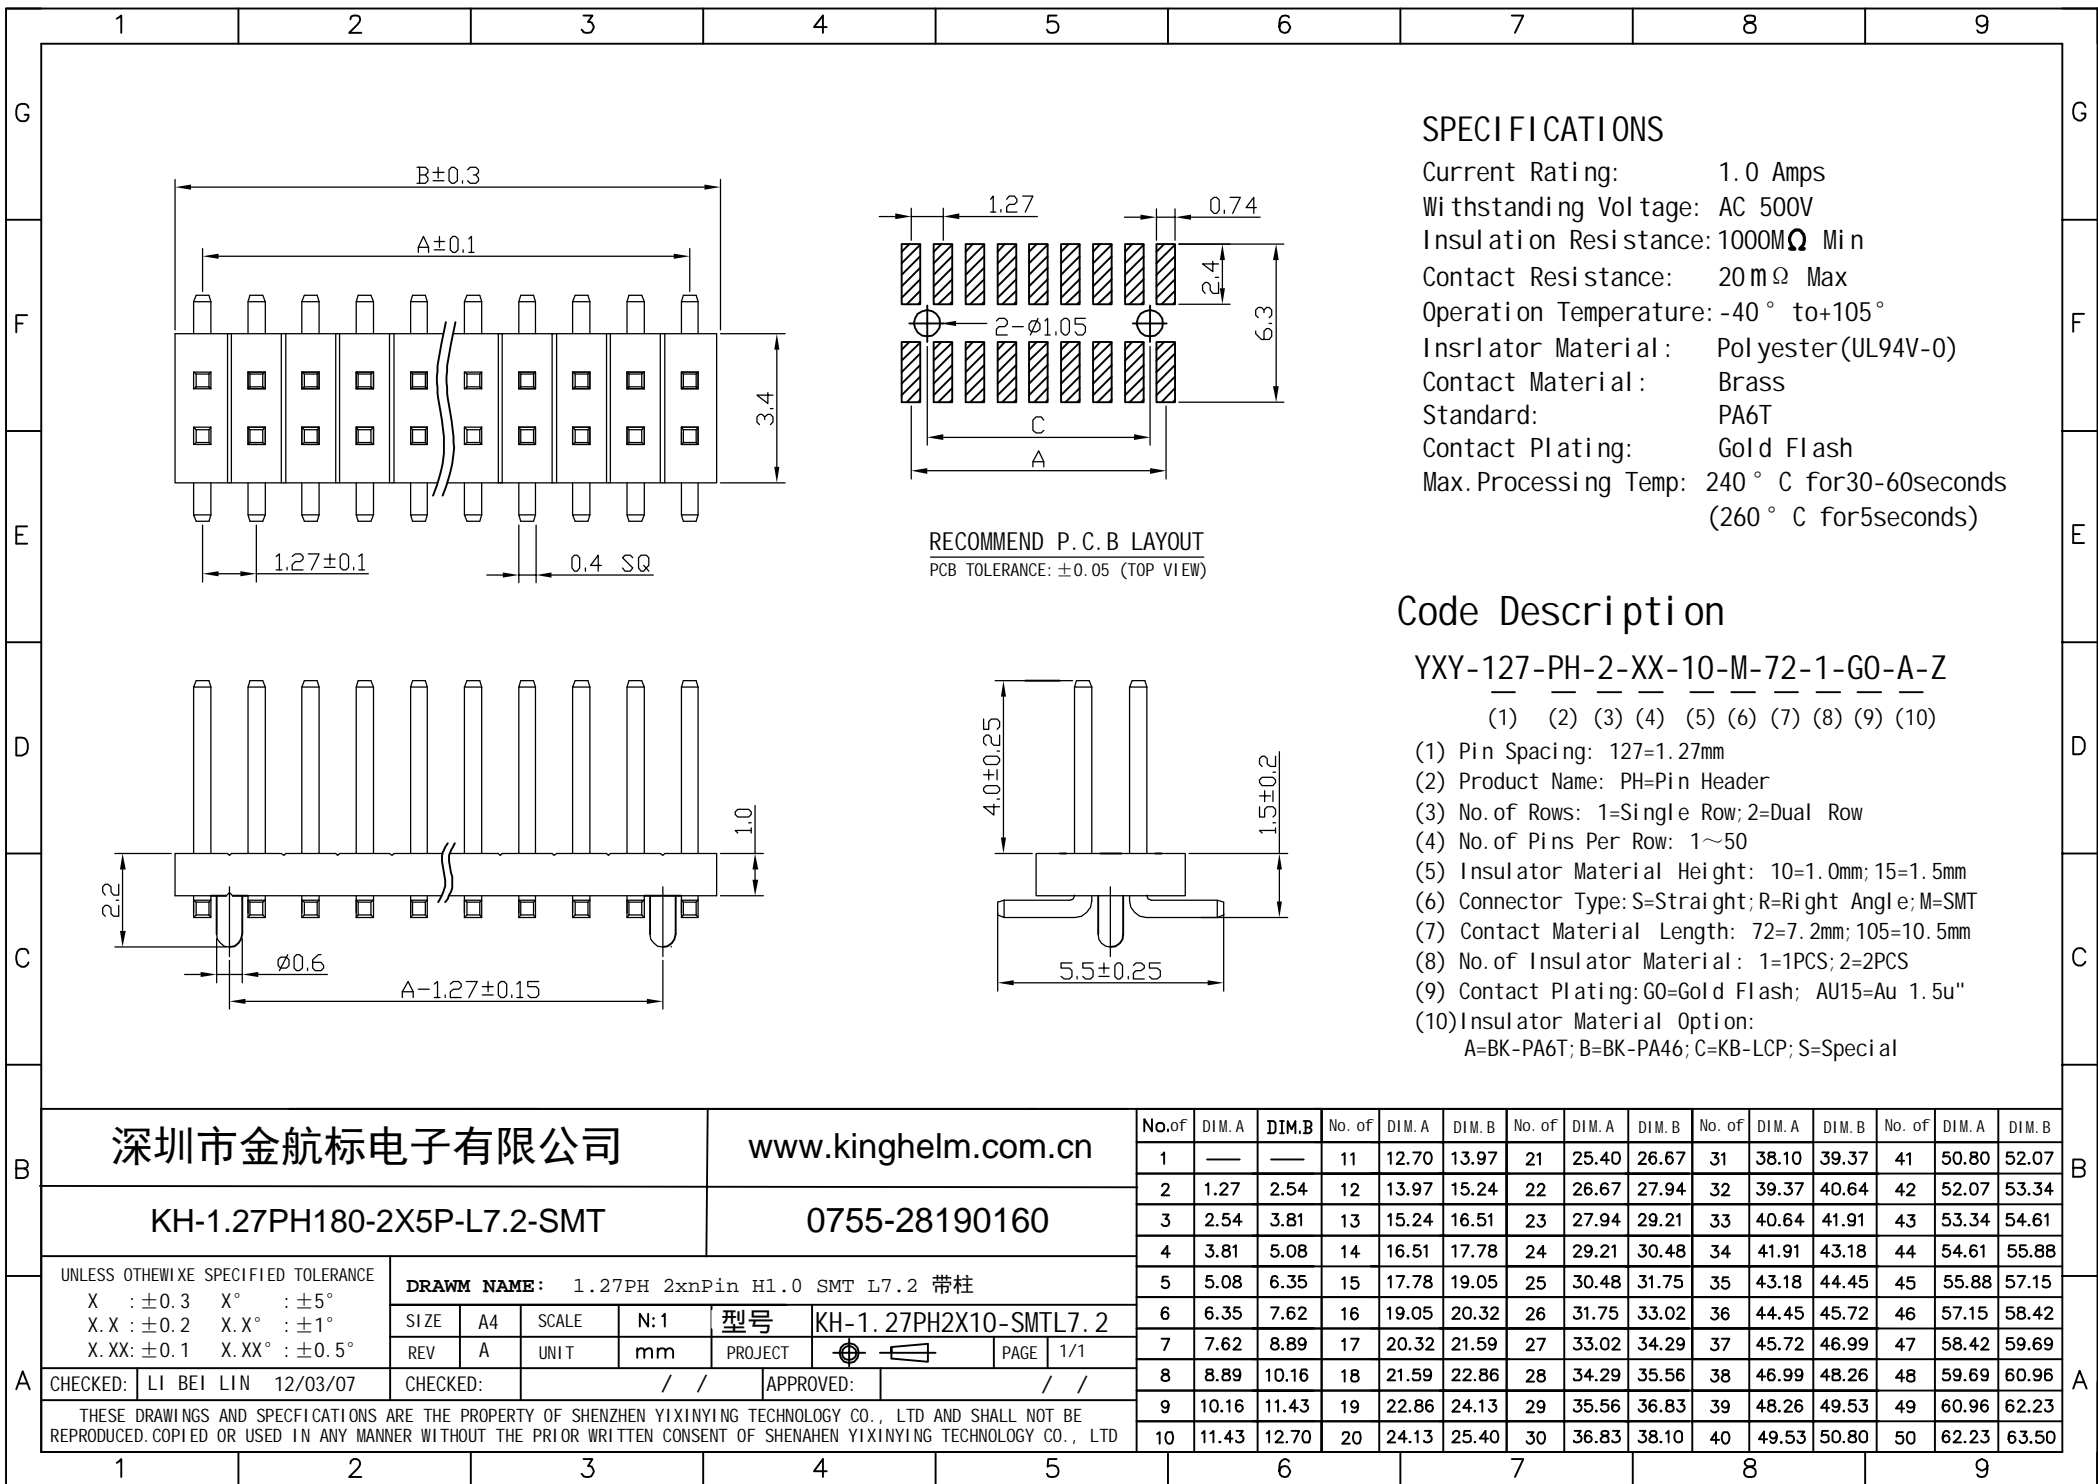 1 2 3 4 5 6 7 8 9
G G
F F
E E
D D
C C
B B
A A
B±0.3
A±0.1
3.4
1.27±0.1
0.4 SQ
1.27
0.74
2.4
6.3
2-ø1.05
C
A
RECOMMEND P.C.B LAYOUT
PCB TOLERANCE: ±0.05 (TOP VIEW)
2.2
1.0
ø0.6
A-1.27±0.15
4.0±0.25
1.5±0.2
5.5±0.25
SPECIFICATIONS
Current Rating: 1.0 Amps
Withstanding Voltage: AC 500V
Insulation Resistance: 1000MΩ Min
Contact Resistance: 20mΩ Max
Operation Temperature: -40° to+105°
Insrlator Material: Polyester(UL94V-0)
Contact Material: Brass
Standard: PA6T
Contact Plating: Gold Flash
Max.Processing Temp: 240° C for30-60seconds
(260° C for5seconds)
Code Description
YXY-127-PH-2-XX-10-M-72-1-G0-A-Z
(1) (2) (3) (4) (5) (6) (7) (8) (9) (10)
(1) Pin Spacing: 127=1.27mm
(2) Product Name: PH=Pin Header
(3) No.of Rows: 1=Single Row;2=Dual Row
(4) No.of Pins Per Row: 1~50
(5) Insulator Material Height: 10=1.0mm;15=1.5mm
(6) Connector Type:S=Straight;R=Right Angle;M=SMT
(7) Contact Material Length: 72=7.2mm;105=10.5mm
(8) No.of Insulator Material: 1=1PCS;2=2PCS
(9) Contact Plating:G0=Gold Flash; AU15=Au 1.5u"
(10)Insulator Material Option:
A=BK-PA6T;B=BK-PA46;C=KB-LCP;S=Special
深圳市金航标电子有限公司 www.kinghelm.com.cn
KH-1.27PH180-2X5P-L7.2-SMT 0755-28190160
UNLESS OTHEWIXE SPECIFIED TOLERANCE
X :±0.3 X° :±5°
X.X :±0.2 X.X° :±1°
X.XX:±0.1 X.XX° :±0.5°
DRAWM NAME: 1.27PH 2xnPin H1.0 SMT L7.2 带柱
SIZE A4 SCALE N:1 型号 KH-1.27PH2X10-SMTL7.2
REV A UNIT mm PROJECT PAGE 1/1
CHECKED: LI BEI LIN 12/03/07 CHECKED: / / APPROVED: / /
THESE DRAWINGS AND SPECFICATIONS ARE THE PROPERTY OF SHENZHEN YIXINYING TECHNOLOGY CO., LTD AND SHALL NOT BE
REPRODUCED.COPIED OR USED IN ANY MANNER WITHOUT THE PRIOR WRITTEN CONSENT OF SHENAHEN YIXINYING TECHNOLOGY CO., LTD
No.of DIM.A DIM.B No.of DIM.A DIM.B No.of DIM.A DIM.B No.of DIM.A DIM.B No.of DIM.A DIM.B
1 — — 11 12.70 13.97 21 25.40 26.67 31 38.10 39.37 41 50.80 52.07
2 1.27 2.54 12 13.97 15.24 22 26.67 27.94 32 39.37 40.64 42 52.07 53.34
3 2.54 3.81 13 15.24 16.51 23 27.94 29.21 33 40.64 41.91 43 53.34 54.61
4 3.81 5.08 14 16.51 17.78 24 29.21 30.48 34 41.91 43.18 44 54.61 55.88
5 5.08 6.35 15 17.78 19.05 25 30.48 31.75 35 43.18 44.45 45 55.88 57.15
6 6.35 7.62 16 19.05 20.32 26 31.75 33.02 36 44.45 45.72 46 57.15 58.42
7 7.62 8.89 17 20.32 21.59 27 33.02 34.29 37 45.72 46.99 47 58.42 59.69
8 8.89 10.16 18 21.59 22.86 28 34.29 35.56 38 46.99 48.26 48 59.69 60.96
9 10.16 11.43 19 22.86 24.13 29 35.56 36.83 39 48.26 49.53 49 60.96 62.23
10 11.43 12.70 20 24.13 25.40 30 36.83 38.10 40 49.53 50.80 50 62.23 63.50
1 2 3 4 5 6 7 8 9